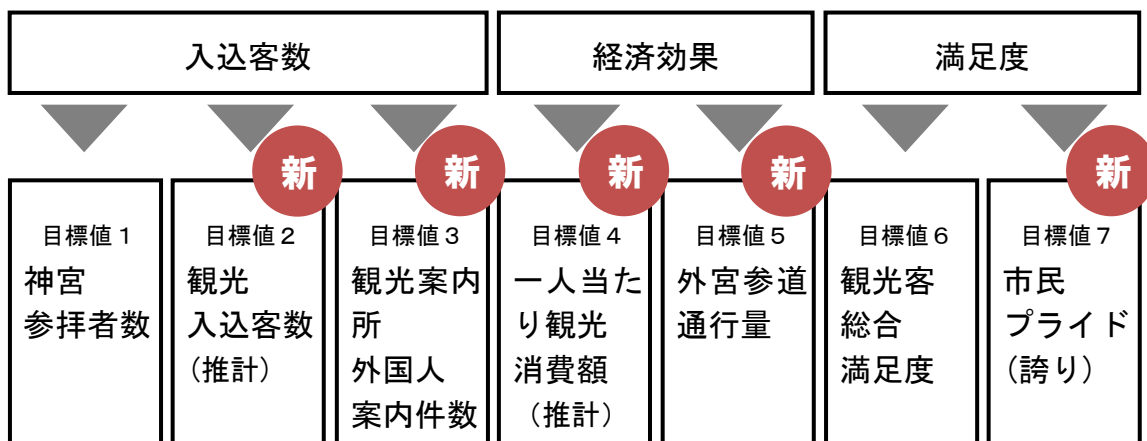 入込客数
経済効果
満足度
新
新
新
新
新
目標値１
神宮
参拝者数
目標値２
観光
入込客数
（推計）
目標値３
観光案内
所
外国人
案内件数
目標値４
一人当た
り観光
消費額
（推計）
目標値５
外宮参道
通行量
目標値６
観光客
総合
満足度
目標値７
市民
プライド
(誇り)